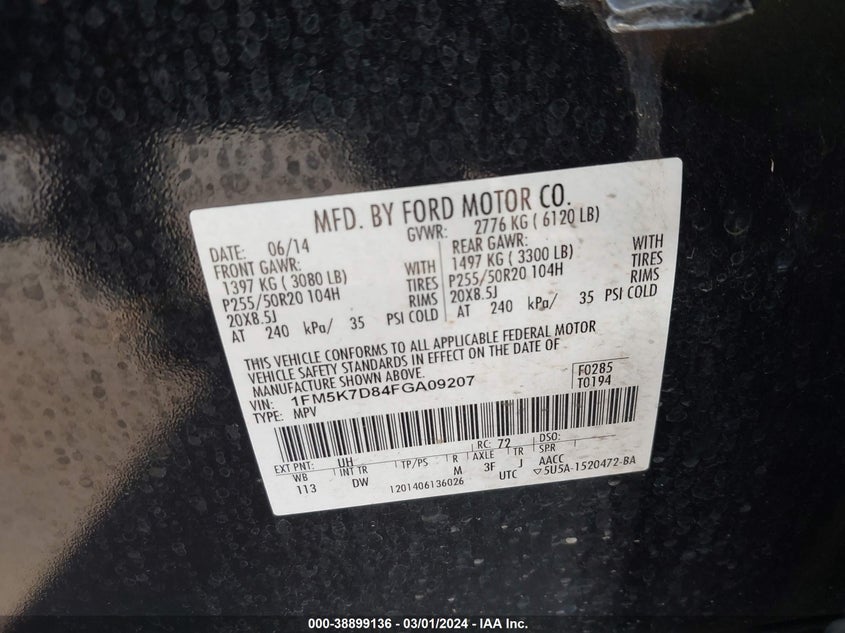 MFD. BY FORD MOTOR CO.
DATE: 06/14 GVWR: 2776 KG ( 6120 LB)
FRONT GAWR: REAR GAWR:
1397 KG ( 3080 LB) WITH 1497 KG ( 3300 LB) WITH
P255/50R20 104H TIRES P255/50R20 104H TIRES
20X8.5J RIMS 20X8.5J RIMS
AT 240 kPa/ 35 PSI COLD AT 240 kPa/ 35 PSI COLD
THIS VEHICLE CONFORMS TO ALL APPLICABLE FEDERAL MOTOR
VEHICLE SAFETY STANDARDS IN EFFECT ON THE DATE OF
MANUFACTURE SHOWN ABOVE.
VIN: 1FM5K7D84FGA09207 F0285
TYPE: MPV T0194
EXT PNT: UH RC: 72 DSO:
WB INT TR TP/PS R AXLE TR SPR
113 DW M 3F J AACC
1201406136026 UTC ▽5U5A-1520472-BA
000-38899136 - 03/01/2024 - IAA Inc.